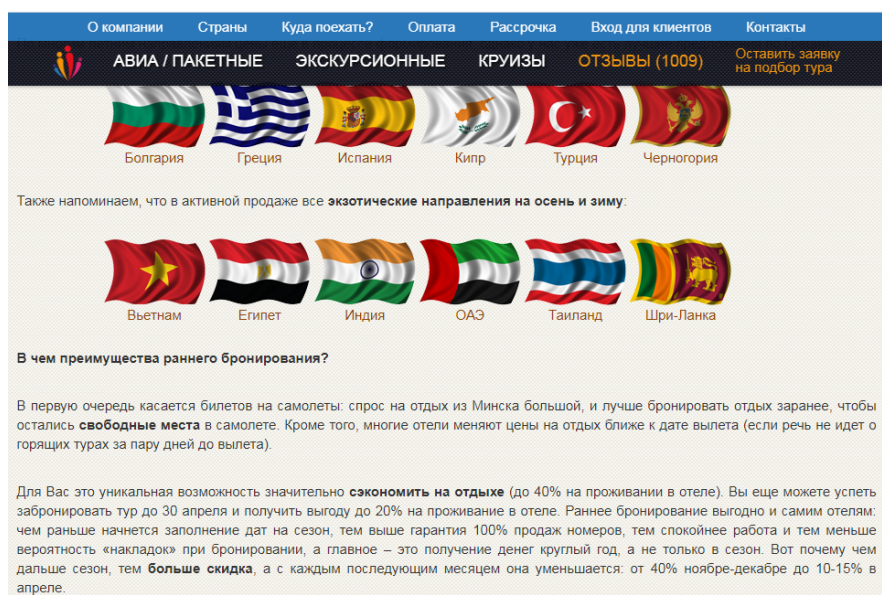 О компании Страны Куда поехать? Оплата Рассрочка Вход для клиентов Контакты
АВИА / ПАКЕТНЫЕ ЭКСКУРСИОННЫЕ КРУИЗЫ ОТЗЫВЫ (1009) Оставить заявку
на подбор тура
Болгария Греция Испания Кипр Турция Черногория
Также напоминаем, что в активной продаже все экзотические направления на осень и зиму:
Вьетнам Египет Индия ОАЭ Таиланд Шри-Ланка
В чем преимущества раннего бронирования?
В первую очередь касается билетов на самолеты: спрос на отдых из Минска большой, и лучше бронировать отдых заранее, чтобы
остались свободные места в самолете. Кроме того, многие отели меняют цены на отдых ближе к дате вылета (если речь не идет о
горящих турах за пару дней до вылета).
Для Вас это уникальная возможность значительно сэкономить на отдыхе (до 40% на проживании в отеле). Вы еще можете успеть
забронировать тур до 30 апреля и получить выгоду до 20% на проживание в отеле. Раннее бронирование выгодно и самим отелям:
чем раньше начнется заполнение дат на сезон, тем выше гарантия 100% продаж номеров, тем спокойнее работа и тем меньше
вероятность «накладок» при бронировании, а главное – это получение денег круглый год, а не только в сезон. Вот почему чем
дальше сезон, тем больше скидка, а с каждым последующим месяцем она уменьшается: от 40% ноябре-декабре до 10-15% в
апреле.